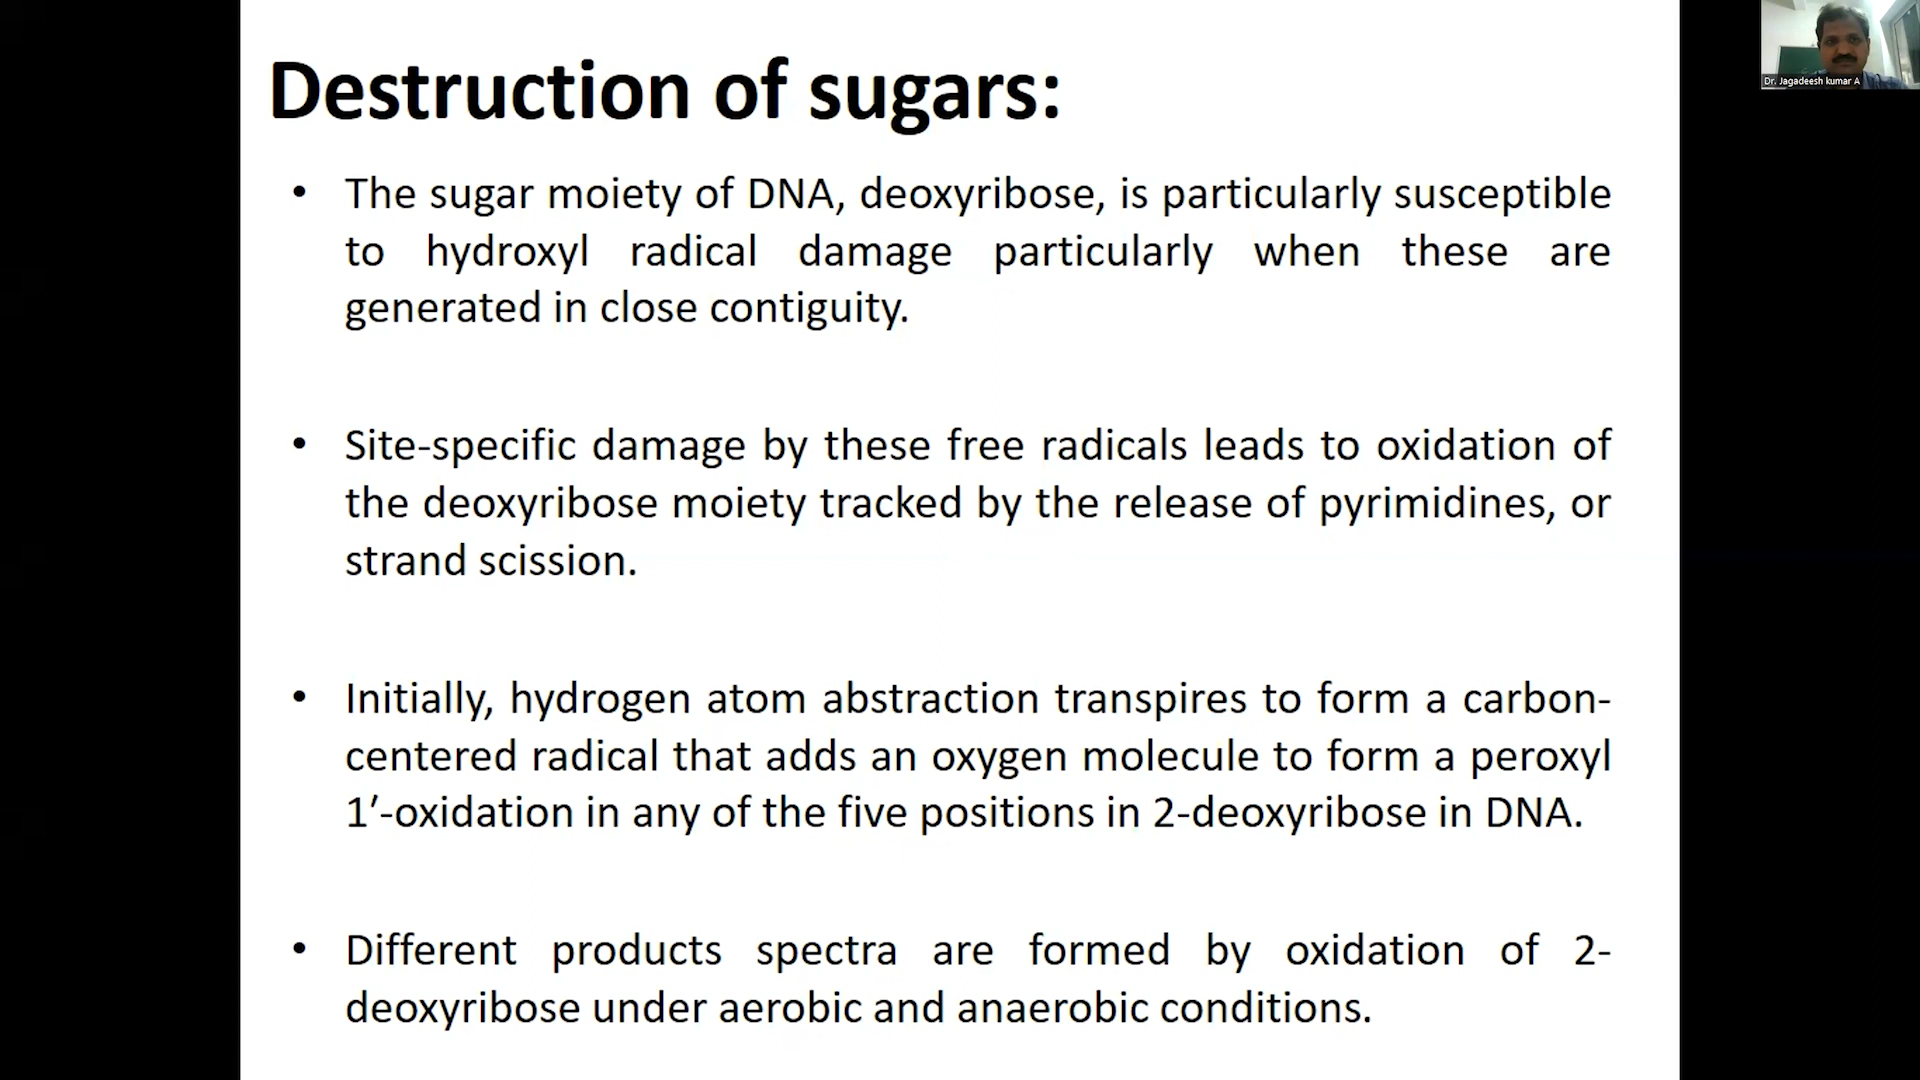 Destruction of sugars:
• The sugar moiety of DNA, deoxyribose, is particularly susceptible
to hydroxyl radical damage particularly when these are
generated in close contiguity.
• Site-specific damage by these free radicals leads to oxidation of
the deoxyribose moiety tracked by the release of pyrimidines, or
strand scission.
• Initially, hydrogen atom abstraction transpires to form a carbon-
centered radical that adds an oxygen molecule to form a peroxyl
1′-oxidation in any of the five positions in 2-deoxyribose in DNA.
• Different products spectra are formed by oxidation of 2-
deoxyribose under aerobic and anaerobic conditions.
Dr. Jagadeesh kumar A